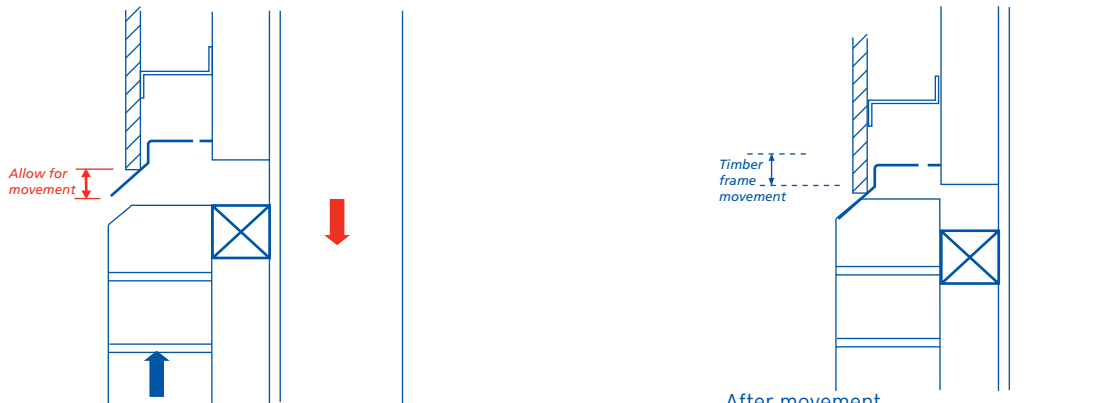 Allow for
movement
Timber
frame
movement
After movement